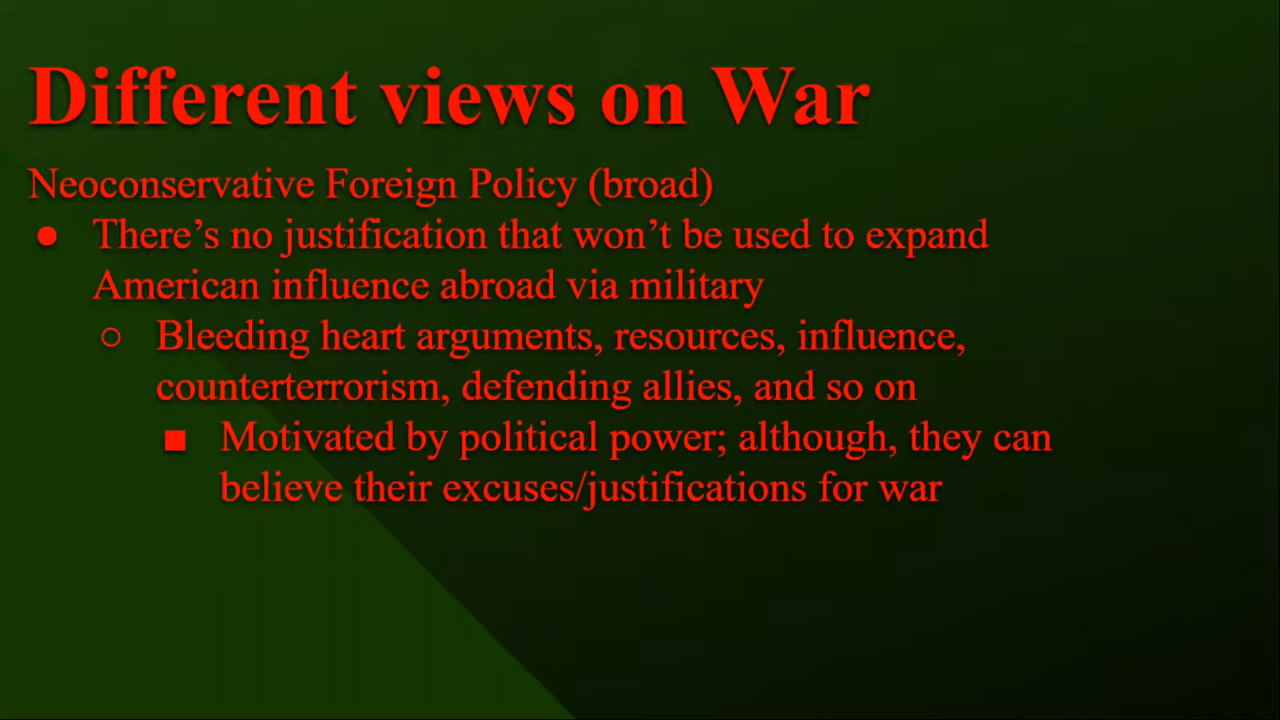 Different views on War
Neoconservative Foreign Policy (broad)
● There’s no justification that won’t be used to expand
American influence abroad via military
○ Bleeding heart arguments, resources, influence,
counterterrorism, defending allies, and so on
■ Motivated by political power; although, they can
believe their excuses/justifications for war